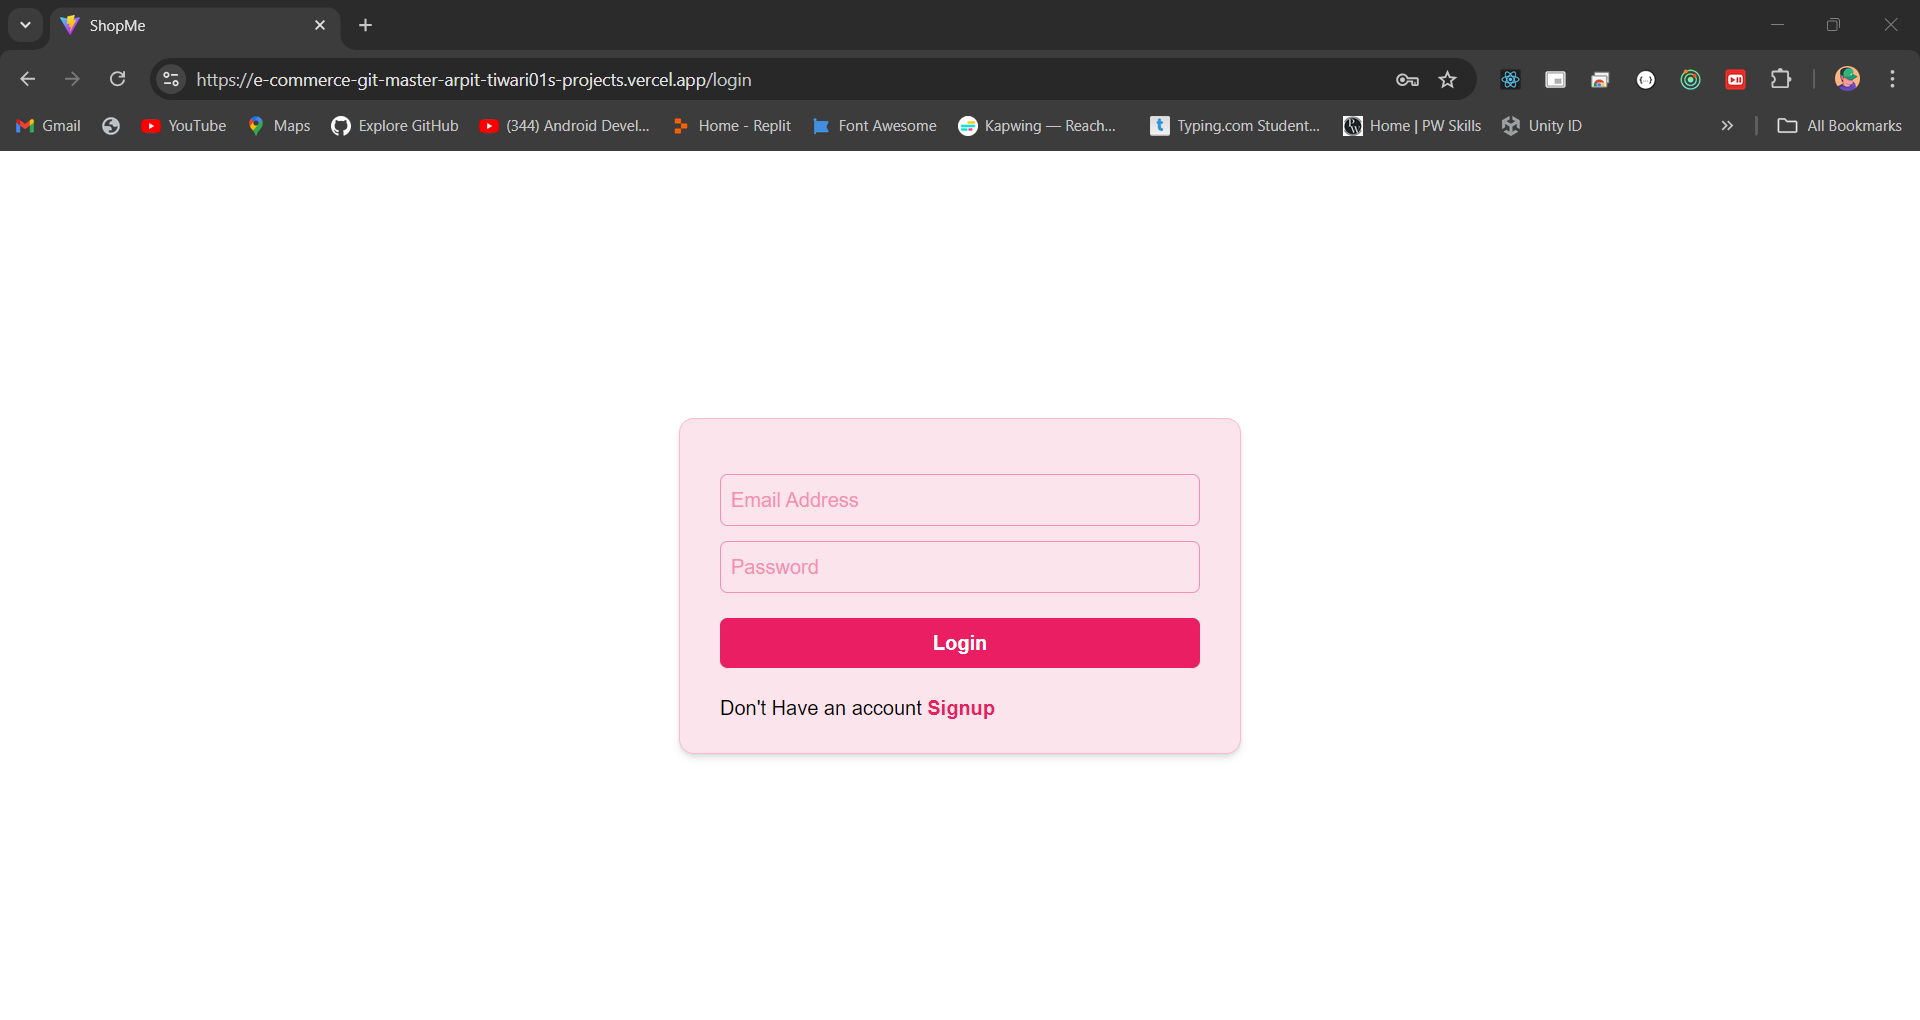 ShopMe
https://e-commerce-git-master-arpit-tiwari01s-projects.vercel.app/login
Gmail YouTube Maps Explore GitHub (344) Android Devel... Home - Replit Font Awesome Kapwing — Reach... t Typing.com Student... PW Home | PW Skills Unity ID » All Bookmarks
Email Address
Password
Login
Don't Have an account Signup